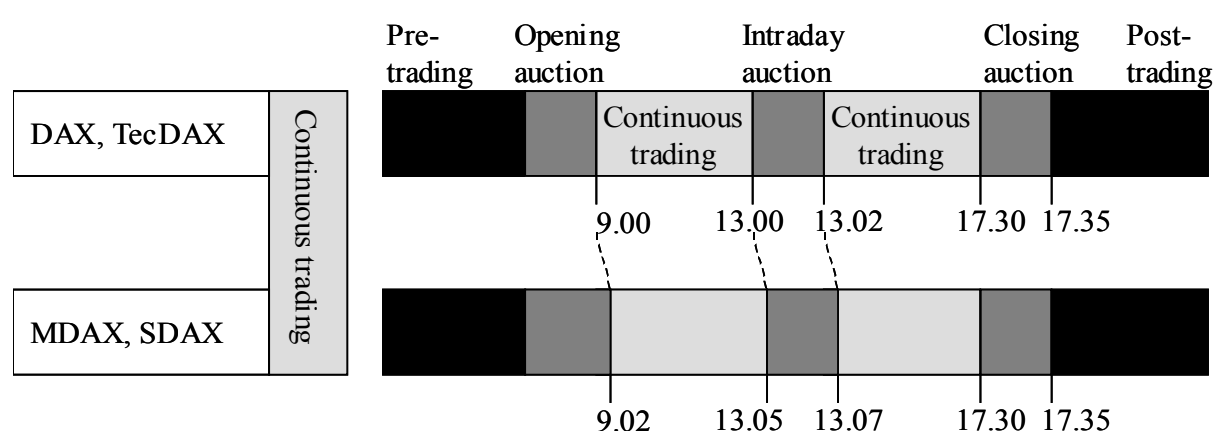 Pre-
trading
Opening
auction
Intraday
auction
Closing
auction
Post-
trading
DAX, TecDAX
Continuous trading
Continuous
trading
Continuous
trading
9.00
13.00
13.02
17.30
17.35
MDAX, SDAX
9.02
13.05
13.07
17.30
17.35